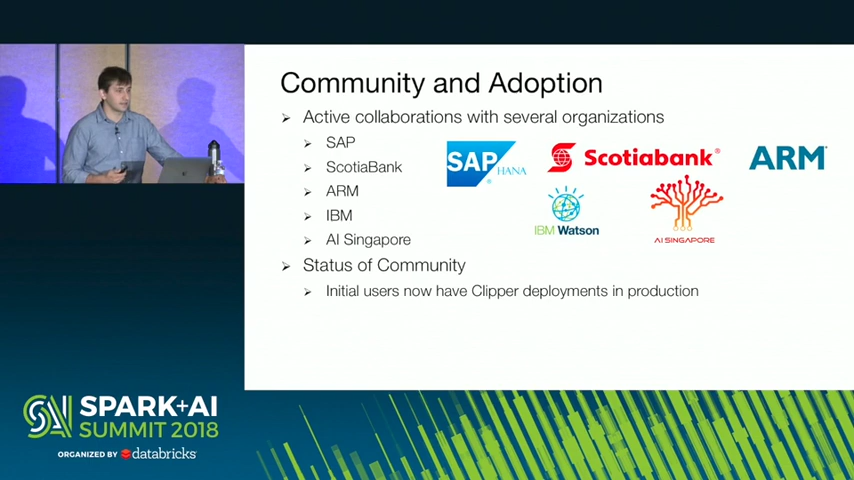 Community and Adoption
➢ Active collaborations with several organizations
➢ SAP
➢ ScotiaBank
➢ ARM
➢ IBM
➢ AI Singapore
SAP HANA
Scotiabank®
ARM
IBM Watson
AI SINGAPORE
➢ Status of Community
➢ Initial users now have Clipper deployments in production
SPARK+AI
SUMMIT 2018
ORGANIZED BY databricks